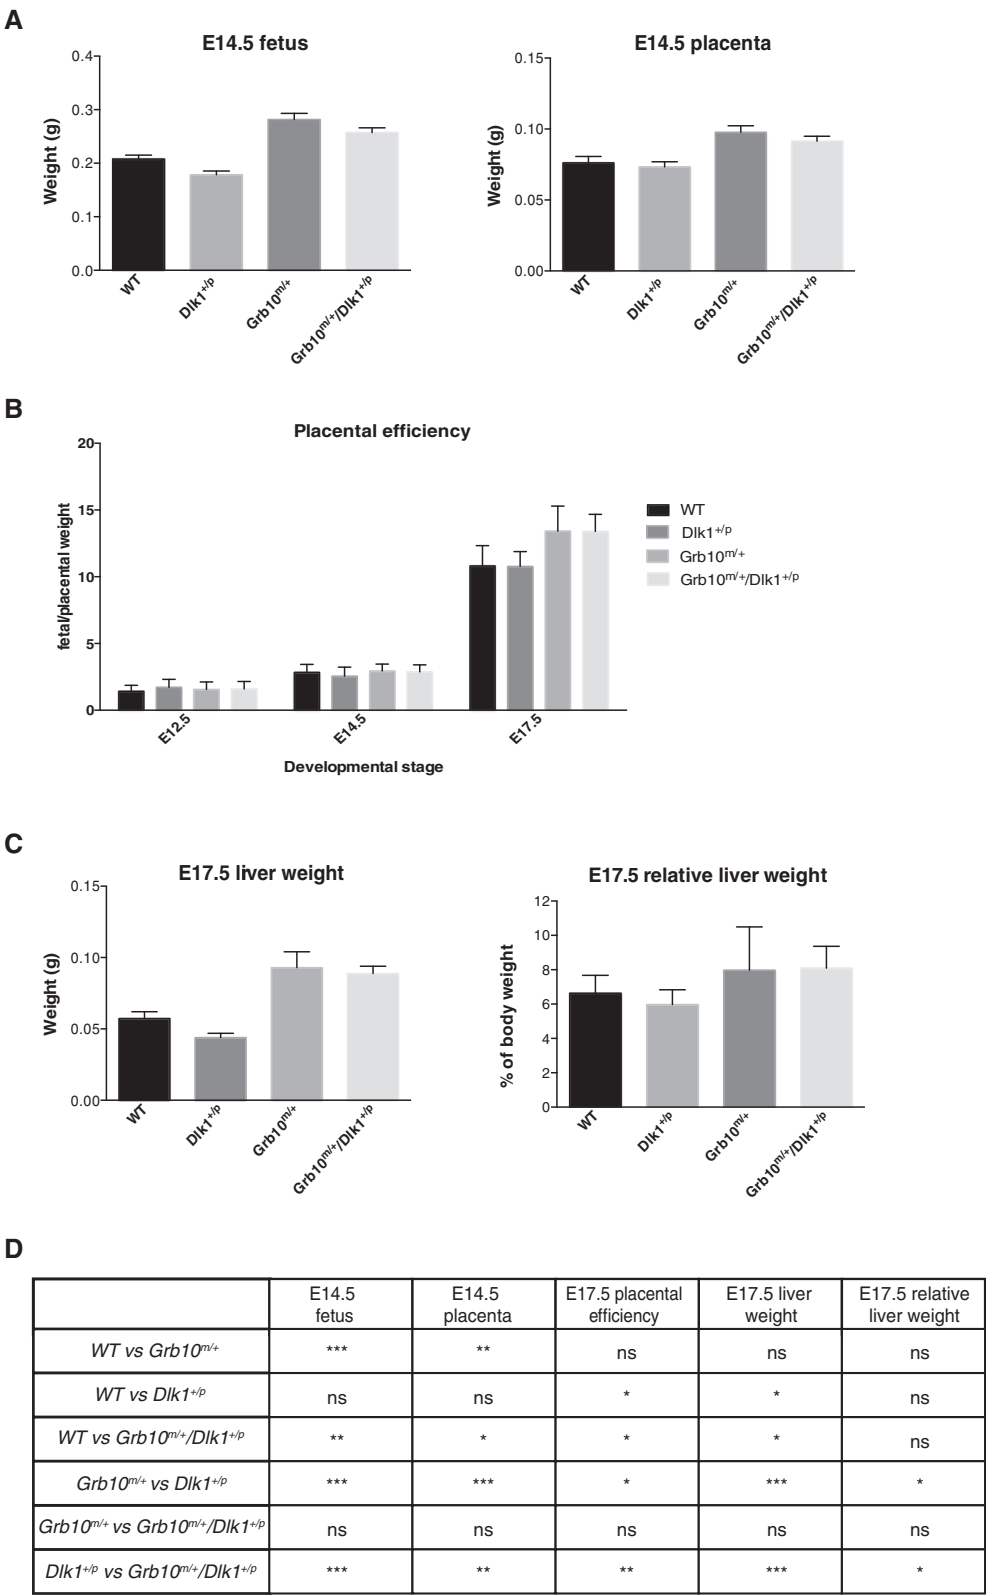 A
E14.5 fetus
0.4
0.3
0.2
0.1
0.0
Weight (g)
WT
Dlk1+/p
Grb10m/+
Grb10m/+/Dlk1+/p
E14.5 placenta
0.15
0.10
0.05
0.00
Weight (g)
WT
Dlk1+/p
Grb10m/+
Grb10m/+/Dlk1+/p
B
Placental efficiency
20
15
10
5
0
fetal/placental weight
E12.5
E14.5
E17.5
Developmental stage
WT
Dlk1+/p
Grb10m/+
Grb10m/+/Dlk1+/p
C
E17.5 liver weight
0.15
0.10
0.05
0.00
Weight (g)
WT
Dlk1+/p
Grb10m/+
Grb10m/+/Dlk1+/p
E17.5 relative liver weight
12
10
8
6
4
2
0
% of body weight
WT
Dlk1+/p
Grb10m/+
Grb10m/+/Dlk1+/p
D
E14.5 fetus E14.5 placenta E17.5 placental efficiency E17.5 liver weight E17.5 relative liver weight
WT vs Grb10m/+ *** ** ns ns ns
WT vs Dlk1+/p ns ns * * ns
WT vs Grb10m/+/Dlk1+/p ** * * * ns
Grb10m/+ vs Dlk1+/p *** *** * *** *
Grb10m/+ vs Grb10m/+/Dlk1+/p ns ns ns ns ns
Dlk1+/p vs Grb10m/+/Dlk1+/p *** ** ** *** *